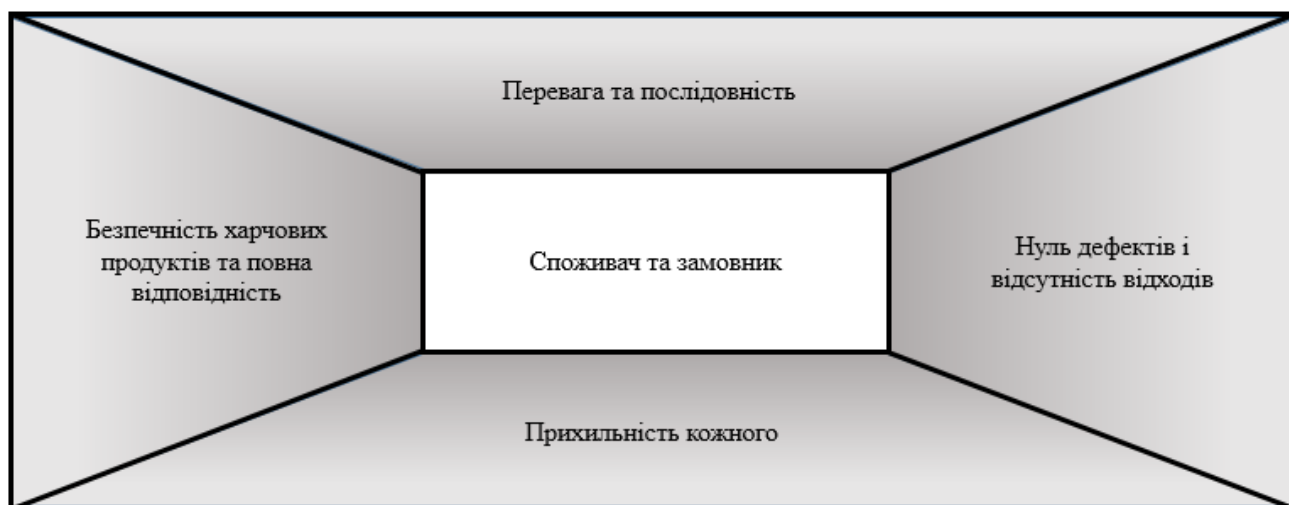 Перевага та послідовність
Безпечність харчових
продуктів та повна
відповідність
Споживач та замовник
Нуль дефектів і
відсутність відходів
Прихильність кожного